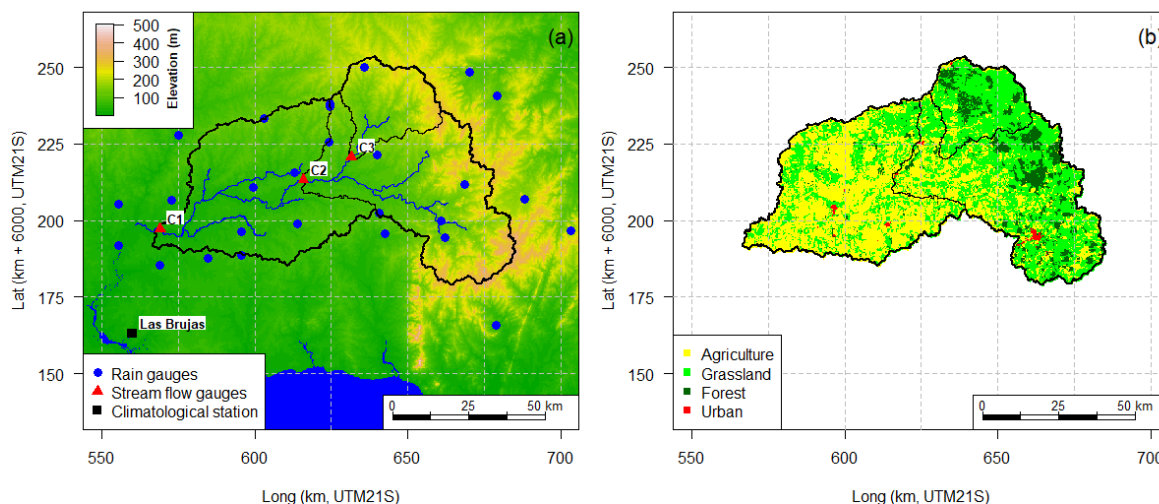 500
400
300
200
100
Elevation (m)
(a)
C3
C2
C1
Las Brujas
Rain gauges
Stream flow gauges
Climatological station
0 25 50 km
250
225
200
175
150
Lat (km + 6000, UTM21S)
550 600 650 700
Long (km, UTM21S)
(b)
Agriculture
Grassland
Forest
Urban
0 25 50 km
250
225
200
175
150
Lat (km + 6000, UTM21S)
550 600 650 700
Long (km, UTM21S)